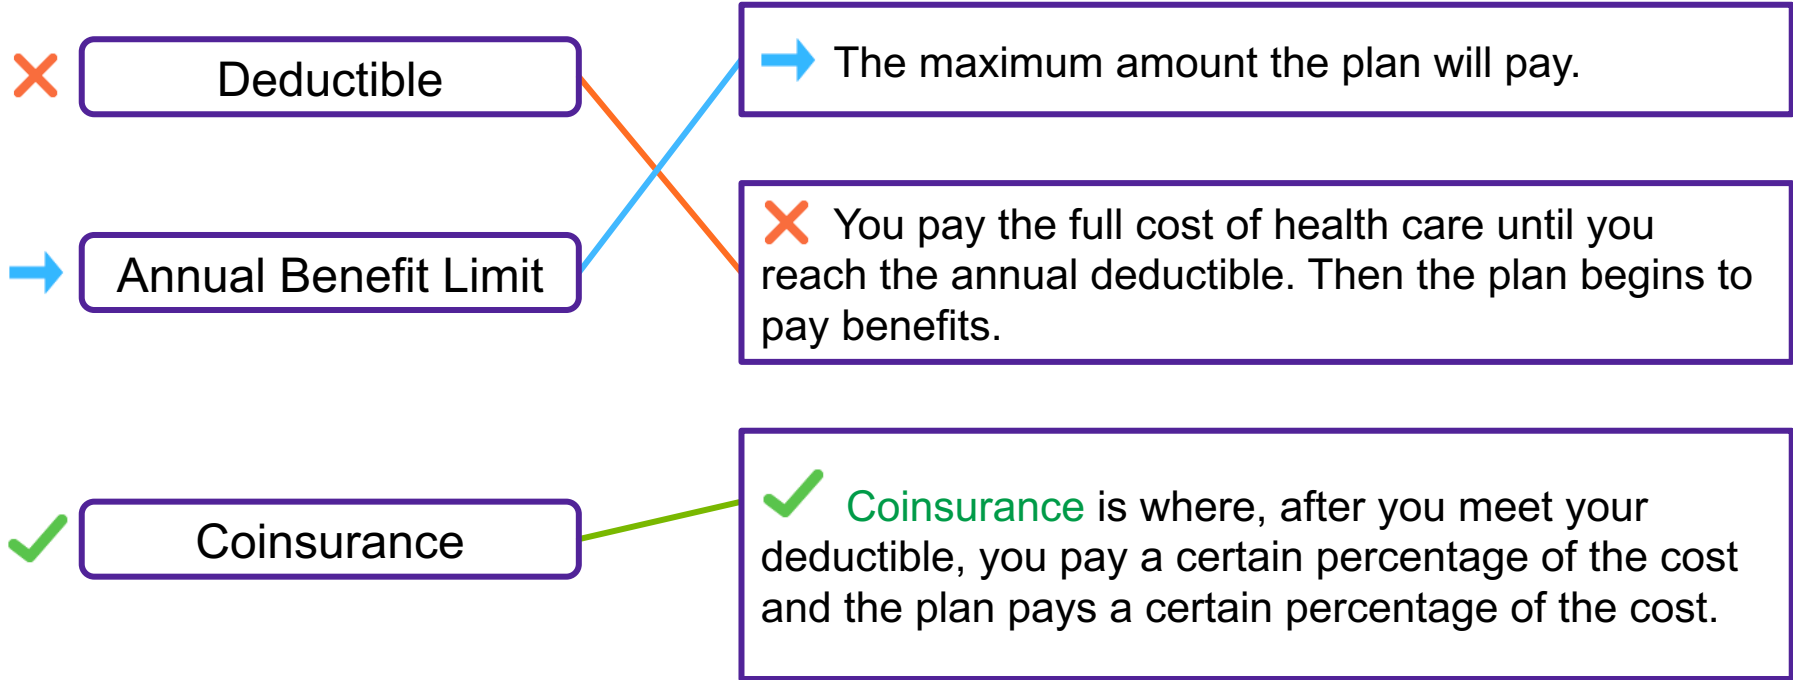 Deductible
The maximum amount the plan will pay.
Annual Benefit Limit
You pay the full cost of health care until you
reach the annual deductible. Then the plan begins to
pay benefits.
Coinsurance
Coinsurance is where, after you meet your
deductible, you pay a certain percentage of the cost
and the plan pays a certain percentage of the cost.